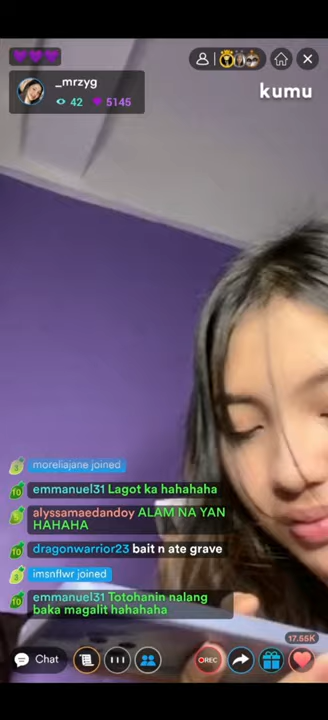 _mrzyg
42 5145
kumu
moreliajane joined
emmanuel31 Lagot ka hahahaha
alyssamaedandoy ALAM NA YAN
HAHAHA
dragonwarrior23 bait n ate grave
imsnflwr joined
emmanuel31 Totohanin nalang
baka magalit hahahaha
17.55K
Chat
REC